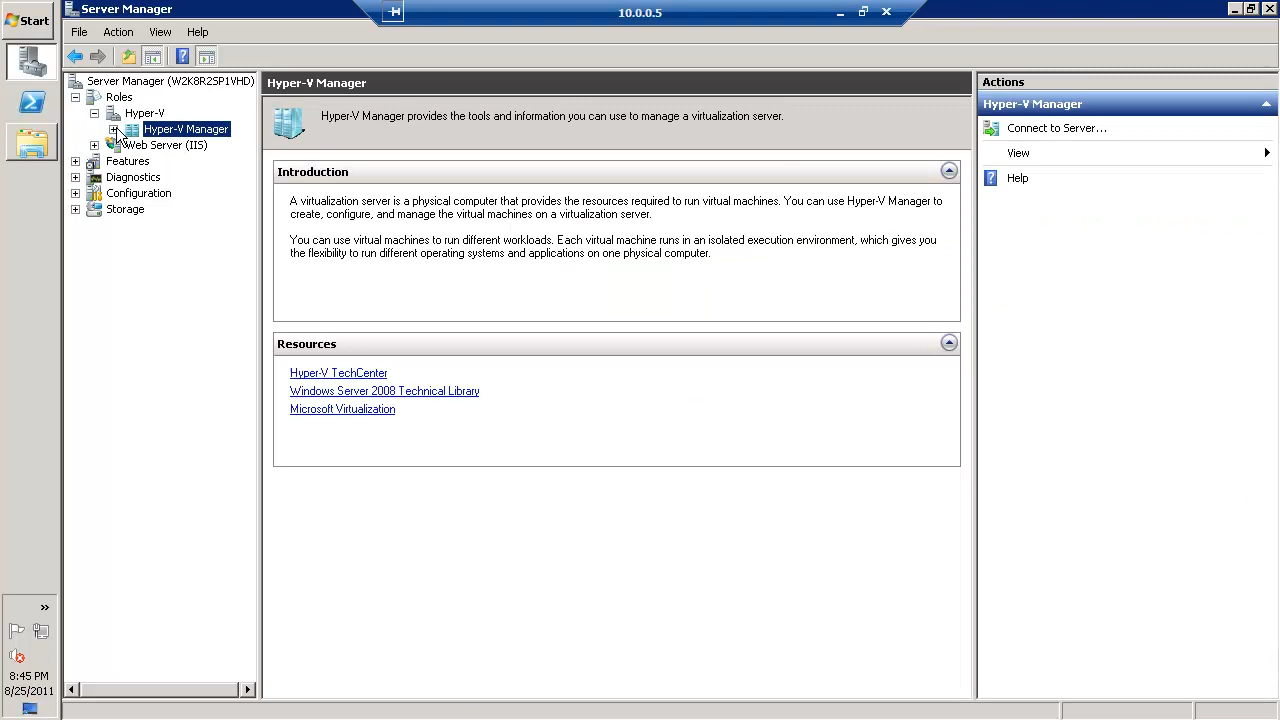 Start
Server Manager
10.0.0.5
File Action View Help
Server Manager (W2K8R2SP1VHD)
Roles
Hyper-V
Hyper-V Manager
Web Server (IIS)
Features
Diagnostics
Configuration
Storage
Hyper-V Manager
Hyper-V Manager provides the tools and information you can use to manage a virtualization server.
Introduction
A virtualization server is a physical computer that provides the resources required to run virtual machines. You can use Hyper-V Manager to
create, configure, and manage the virtual machines on a virtualization server.
You can use virtual machines to run different workloads. Each virtual machine runs in an isolated execution environment, which gives you
the flexibility to run different operating systems and applications on one physical computer.
Resources
Hyper-V TechCenter
Windows Server 2008 Technical Library
Microsoft Virtualization
Actions
Hyper-V Manager
Connect to Server...
View
Help
8:45 PM
8/25/2011